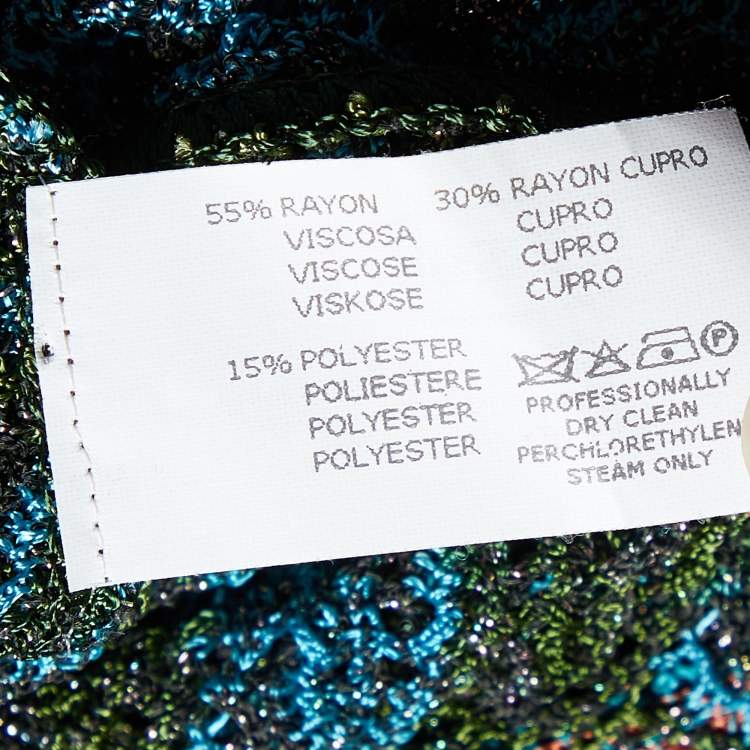 55% RAYON
VISCOSA
VISCOSE
VISKOSE
30% RAYON CUPRO
CUPRO
CUPRO
CUPRO
15% POLYESTER
POLIESTERE
POLYESTER
POLYESTER
P
PROFESSIONALLY
DRY CLEAN
PERCHLORETHYLEN
STEAM ONLY